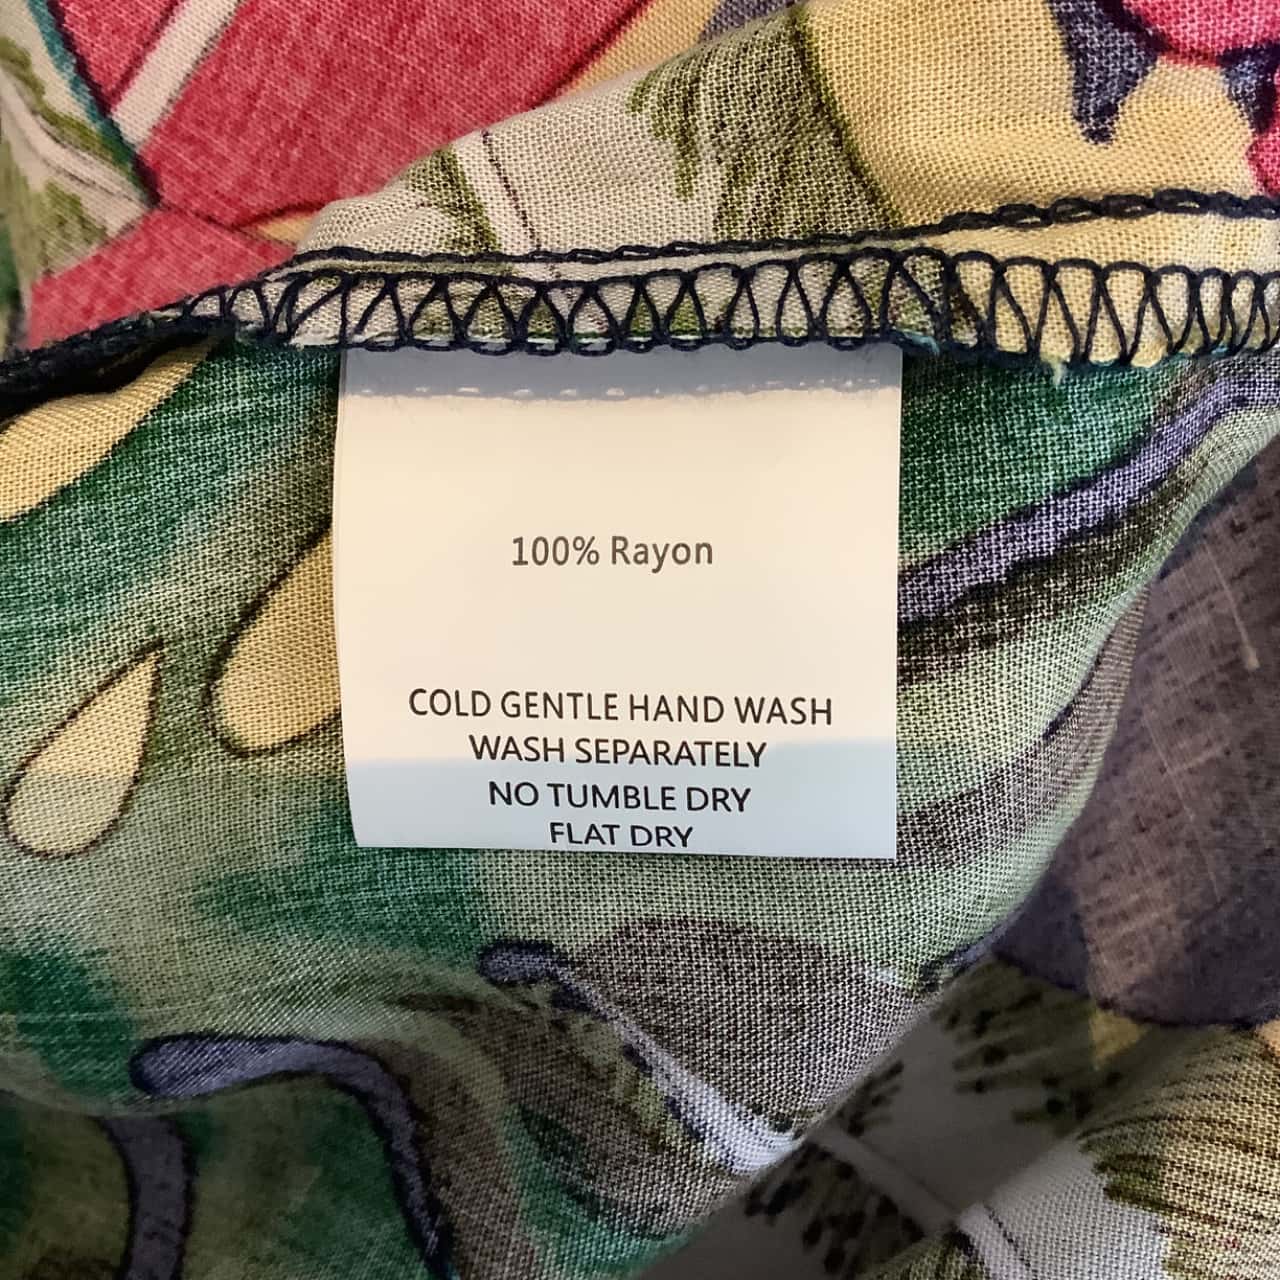 100% Rayon
COLD GENTLE HAND WASH
WASH SEPARATELY
NO TUMBLE DRY
FLAT DRY